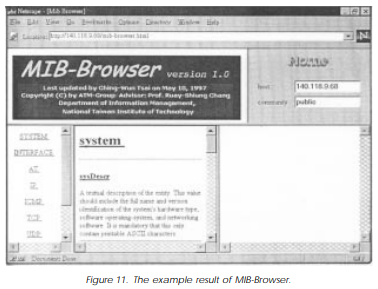 Netscape - [Mib Browser]
File Edit View Go Bookmarks Options Directory Window Help
Location: http://140.118.9.68/mib-browser.html
MIB-Browser version 1.0
Last updated by Ching-Wun Tsai on May 16, 1997
Copyright (C) by ATM-Group Advisor: Prof. Ruey-Shiung Chang
Department of Information Management,
National Taiwan Institute of Technology
Home
host 140.118.9.68
community public
SYSTEM
INTERFACE
AT
IP
ICMP
TCP
UDP
system
sysDescr
A textual description of the entity. This value
should include the full name and version
identification of the system's hardware type,
software operating-system, and networking
software. It is mandatory that this only
contain printable ASCII characters
Document: Done
Figure 11. The example result of MIB-Browser.